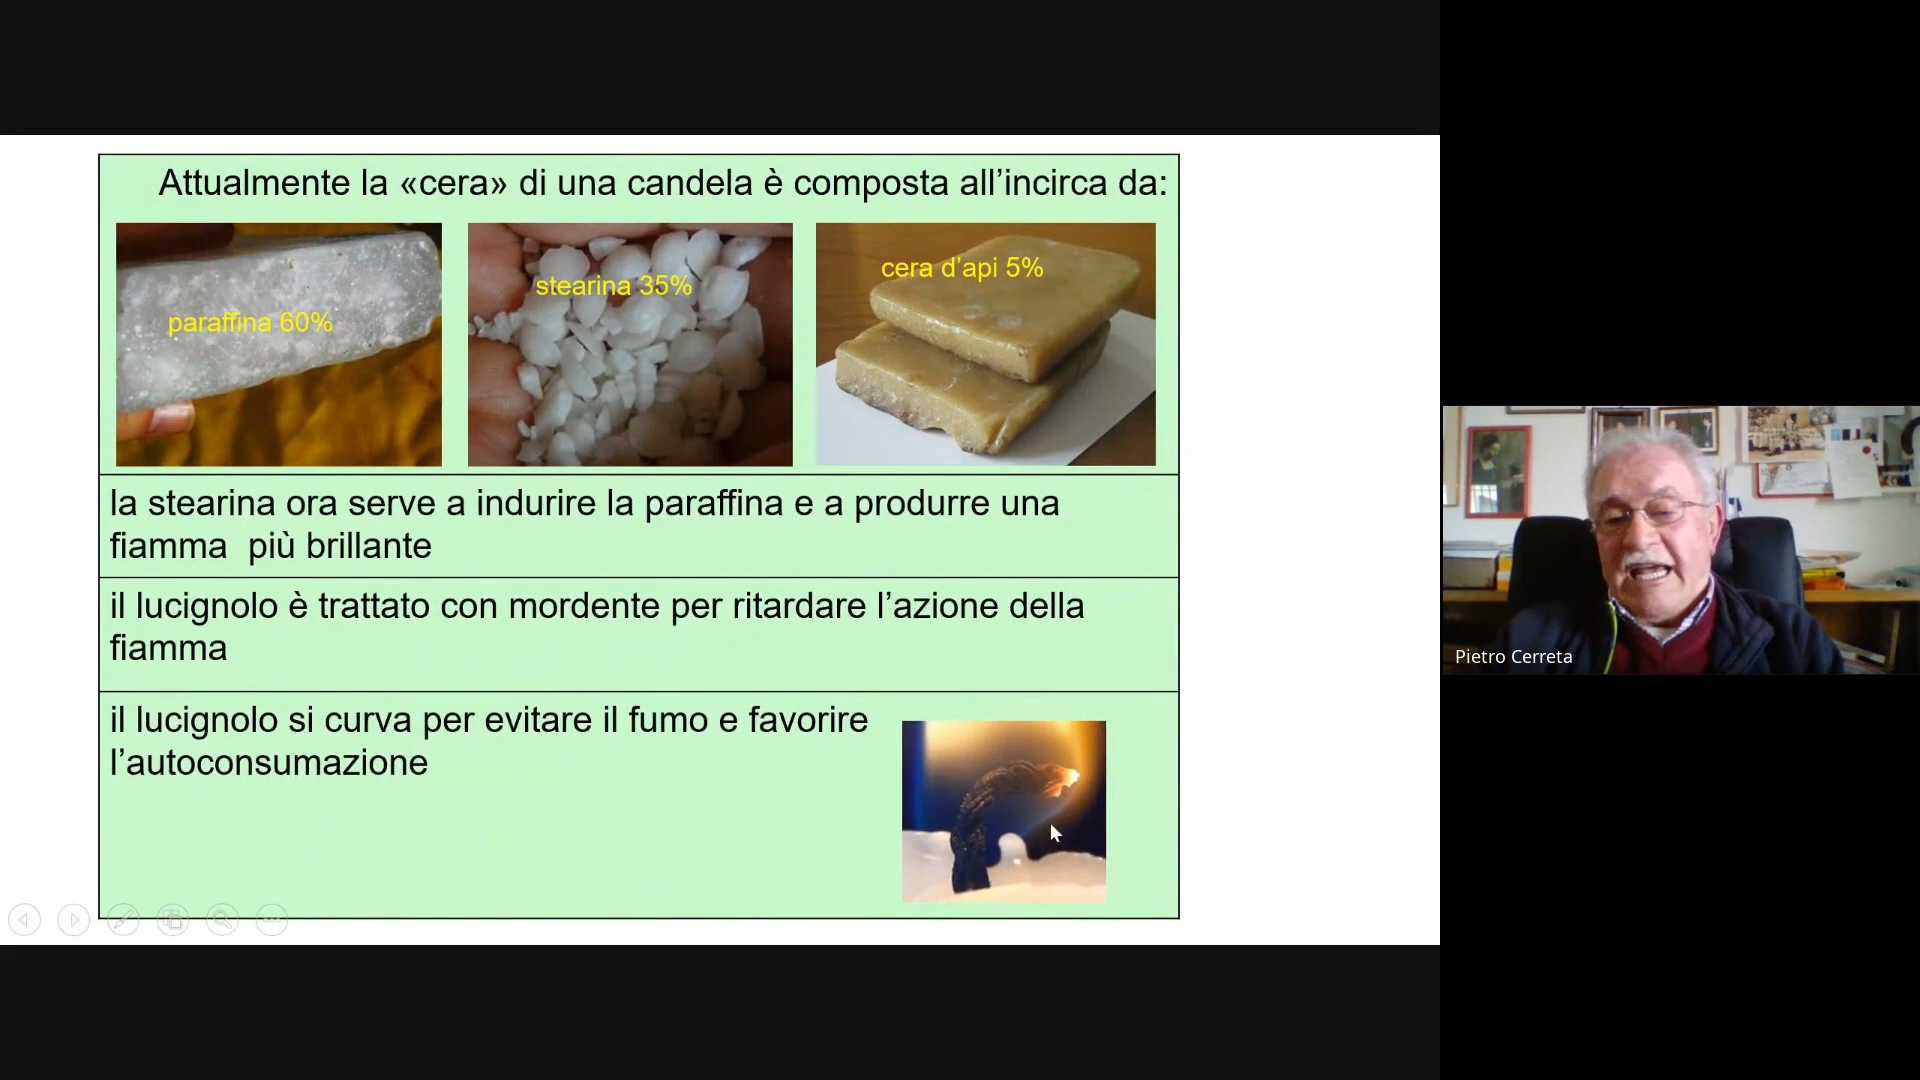 Attualmente la «cera» di una candela è composta all’incirca da:
paraffina 60%
stearina 35%
cera d’api 5%
la stearina ora serve a indurire la paraffina e a produrre una
fiamma  più brillante
il lucignolo è trattato con mordente per ritardare l’azione della
fiamma
il lucignolo si curva per evitare il fumo e favorire
l’autoconsumazione
Pietro Cerreta